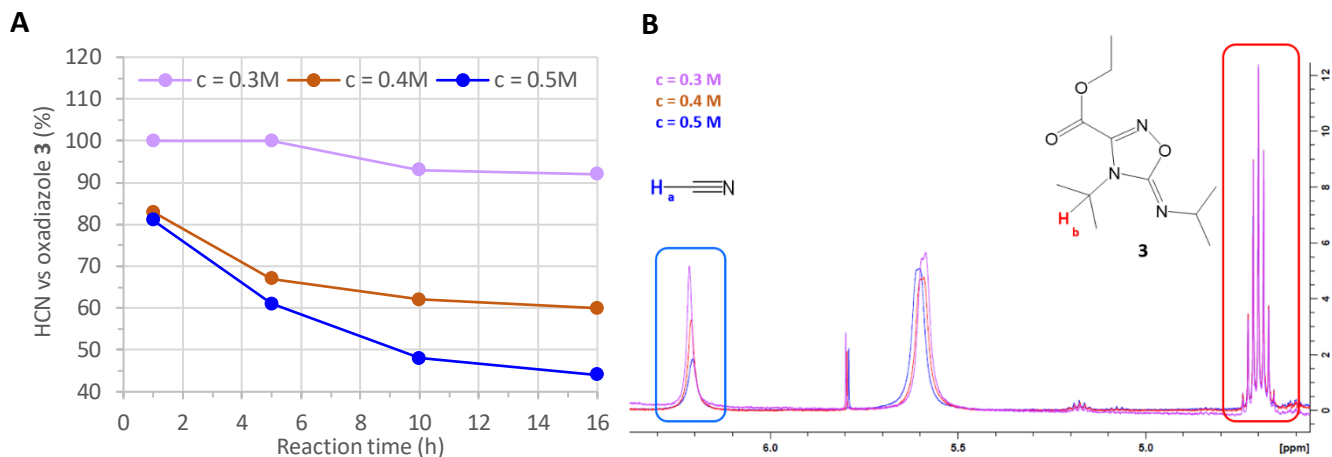 A
HCN vs oxadiazole 3 (%)
120
110
100
90
80
70
60
50
40
c = 0.3M
c = 0.4M
c = 0.5M
0 2 4 6 8 10 12 14 16
Reaction time (h)
B
c = 0.3 M
c = 0.4 M
c = 0.5 M
H
a
N
O
O
N
O
N
N
H
b
3
12
10
8
6
4
2
0
6.0 5.5 5.0 [ppm]